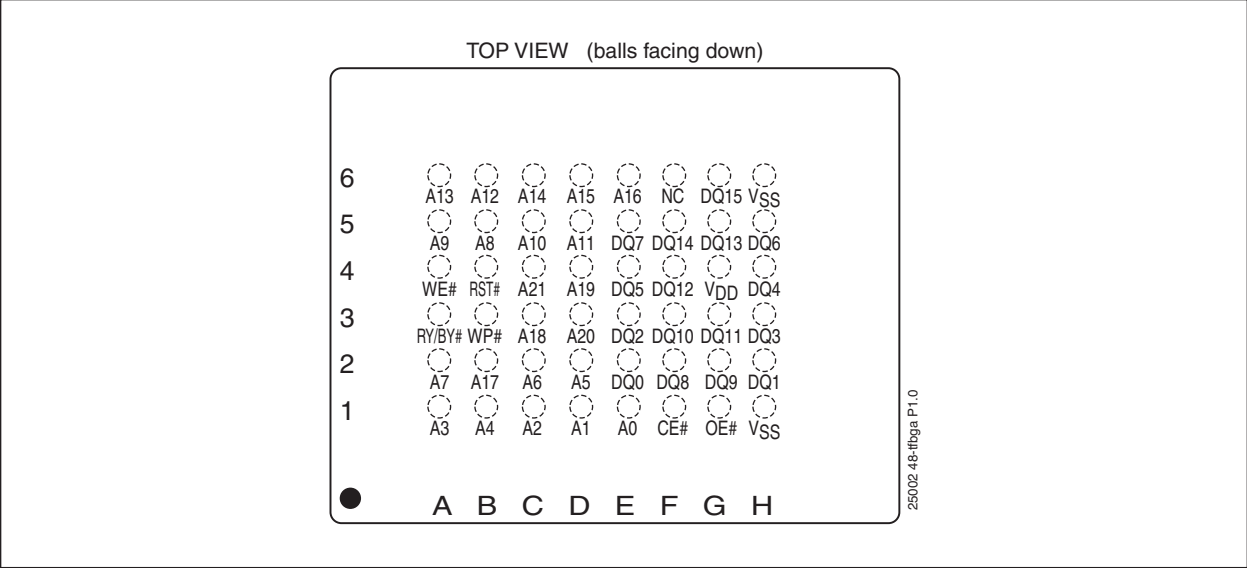 TOP VIEW (balls facing down)
6
A13 A12 A14 A15 A16 NC DQ15 VSS
5
A9 A8 A10 A11 DQ7 DQ14 DQ13 DQ6
4
WE# RST# A21 A19 DQ5 DQ12 VDD DQ4
3
RY/BY# WP# A18 A20 DQ2 DQ10 DQ11 DQ3
2
A7 A17 A6 A5 DQ0 DQ8 DQ9 DQ1
1
A3 A4 A2 A1 A0 CE# OE# VSS
A B C D E F G H
25002 48-tfbga P1.0